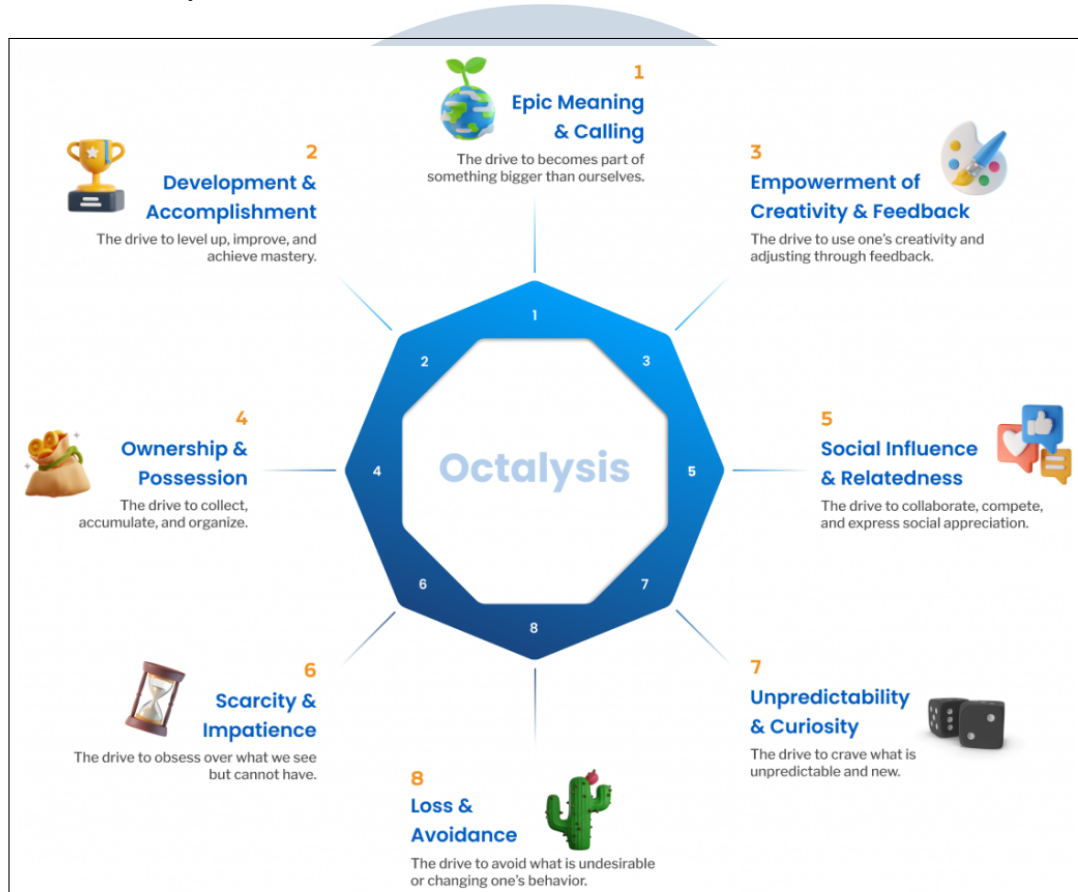 1
Epic Meaning
& Calling
The drive to becomes part of
something bigger than ourselves.
2
Development &
Accomplishment
The drive to level up, improve, and
achieve mastery.
3
Empowerment of
Creativity & Feedback
The drive to use one's creativity and
adjusting through feedback.
4
Ownership &
Possession
The drive to collect,
accumulate, and organize.
5
Social Influence
& Relatedness
The drive to collaborate, compete,
and express social appreciation.
6
Scarcity &
Impatience
The drive to obsess over what we see
but cannot have.
7
Unpredictability
& Curiosity
The drive to crave what is
unpredictable and new.
8
Loss &
Avoidance
The drive to avoid what is undesirable
or changing one's behavior.
1
2
3
4
Octalysis
5
6
7
8